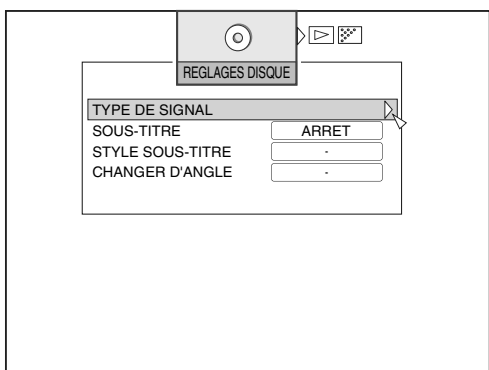 REGLAGES DISQUE
TYPE DE SIGNAL
SOUS-TITRE ARRET
STYLE SOUS-TITRE -
CHANGER D'ANGLE -